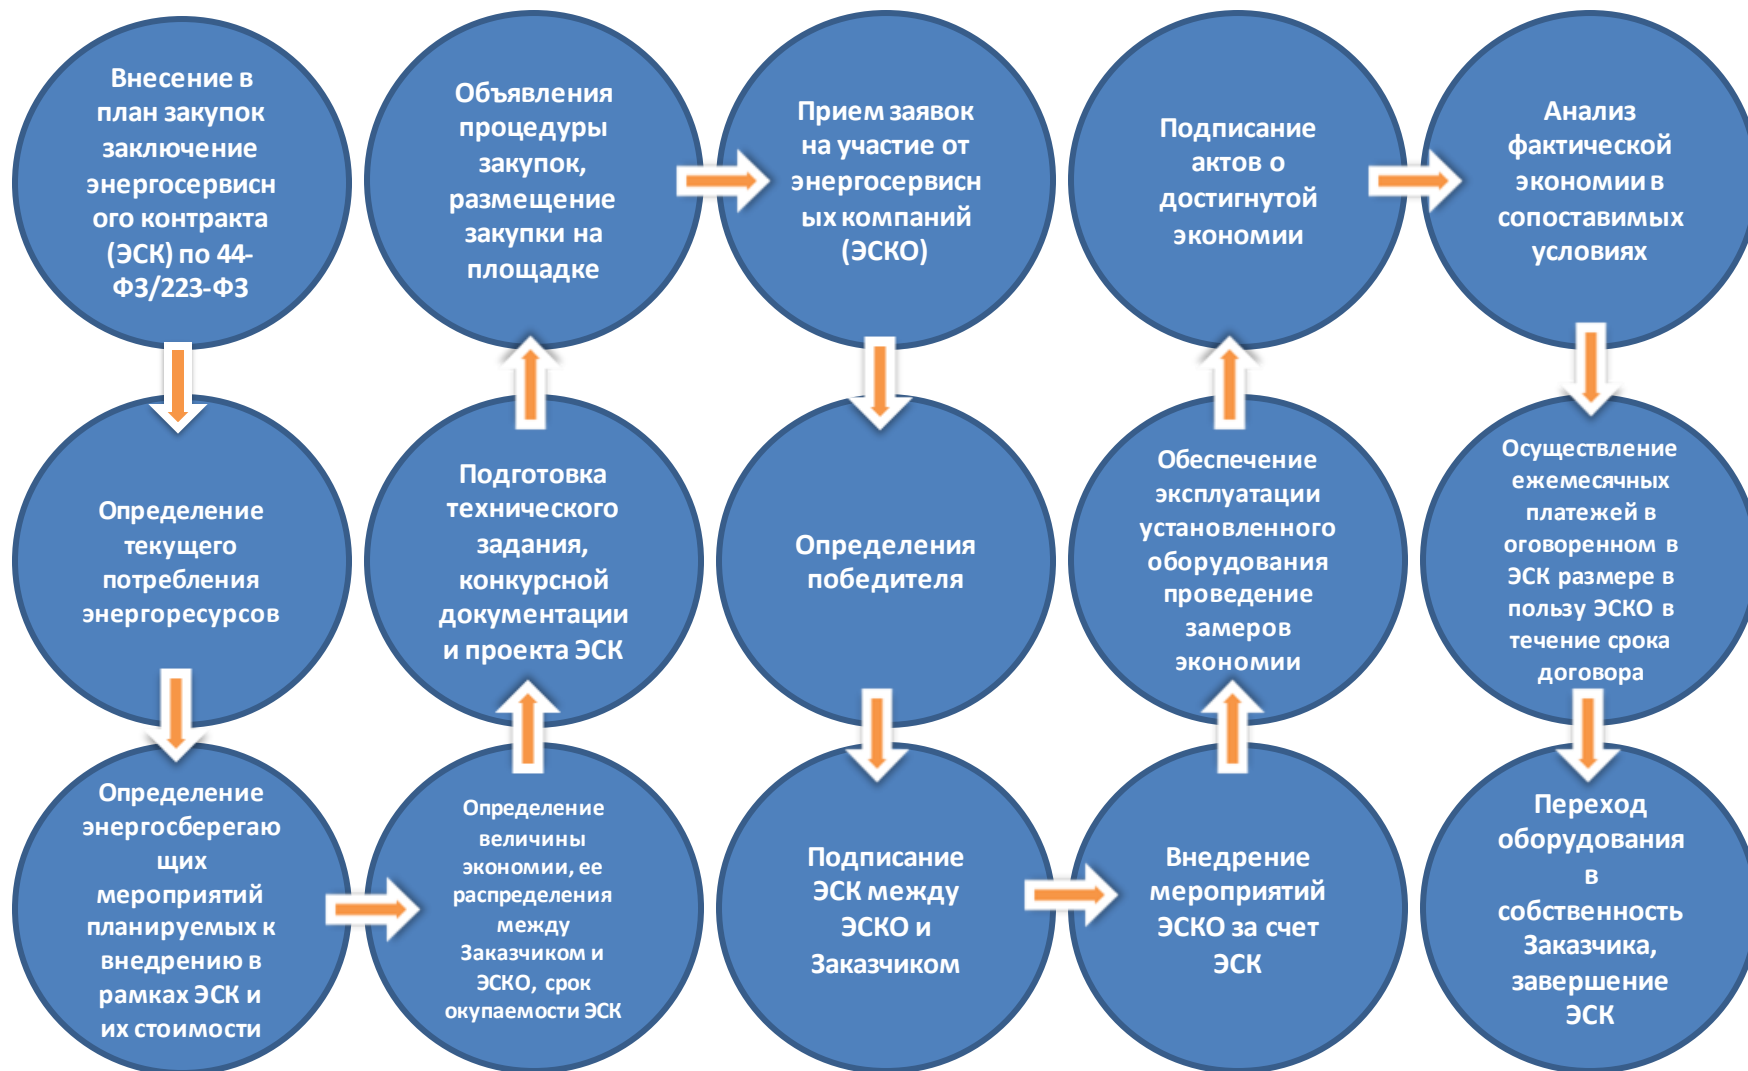 Внесение в
план закупок
заключение
энергосервисн
ого контракта
(ЭСК) по 44-
ФЗ/223-ФЗ
Определение
текущего
потребления
энергоресурсов
Определение
энергосберегаю
щих
мероприятий
планируемых к
внедрению в
рамках ЭСК и
их стоимости
Определение
величины
экономии, ее
распределения
между
Заказчиком и
ЭСКО, срок
окупаемости ЭСК
Подготовка
технического
задания,
конкурсной
документации
и проекта ЭСК
Объявления
процедуры
закупок,
размещение
закупки на
площадке
Прием заявок
на участие от
энергосервисн
ых компаний
(ЭСКО)
Определения
победителя
Подписание
ЭСК между
ЭСКО и
Заказчиком
Внедрение
мероприятий
ЭСКО за счет
ЭСК
Обеспечение
эксплуатации
установленного
оборудования
проведение
замеров
экономии
Подписание
актов о
достигнутой
экономии
Анализ
фактической
экономии в
сопоставимых
условиях
Осуществление
ежемесячных
платежей в
оговоренном в
ЭСК размере в
пользу ЭСКО в
течение срока
договора
Переход
оборудования
в
собственность
Заказчика,
завершение
ЭСК